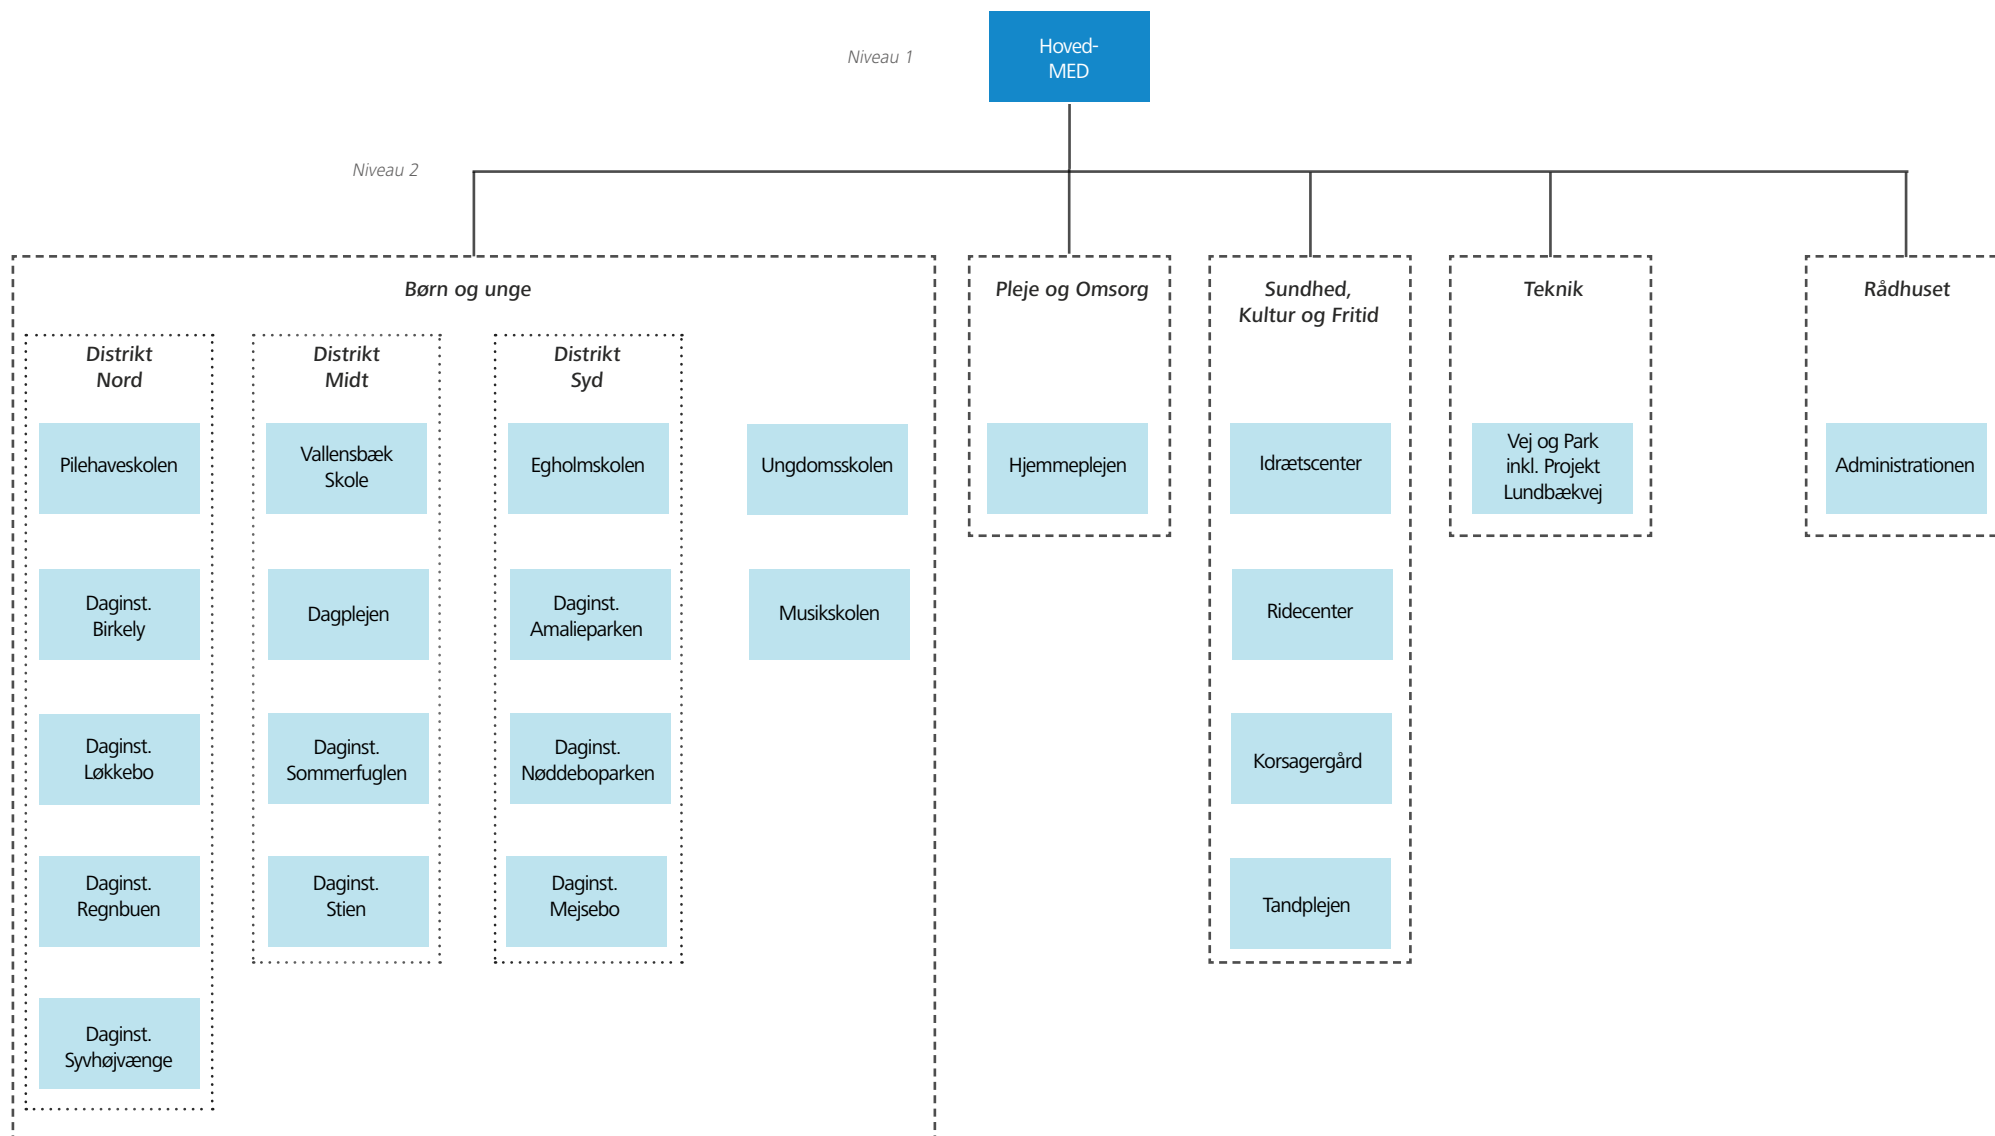 Hoved-
MED
Niveau 1
Niveau 2
Børn og unge
Distrikt
Nord
Pilehaveskolen
Daginst.
Birkely
Daginst.
Løkkebo
Daginst.
Regnbuen
Daginst.
Syvhøjvænge
Distrikt
Midt
Vallensbæk
Skole
Dagplejen
Daginst.
Sommerfuglen
Daginst.
Stien
Distrikt
Syd
Egholmskolen
Daginst.
Amalieparken
Daginst.
Nøddeboparken
Daginst.
Mejsebo
Ungdomsskolen
Musikskolen
Pleje og Omsorg
Hjemmeplejen
Sundhed,
Kultur og Fritid
Idrætscenter
Ridecenter
Korsagergård
Tandplejen
Teknik
Vej og Park
inkl. Projekt
Lundbækvej
Rådhuset
Administrationen